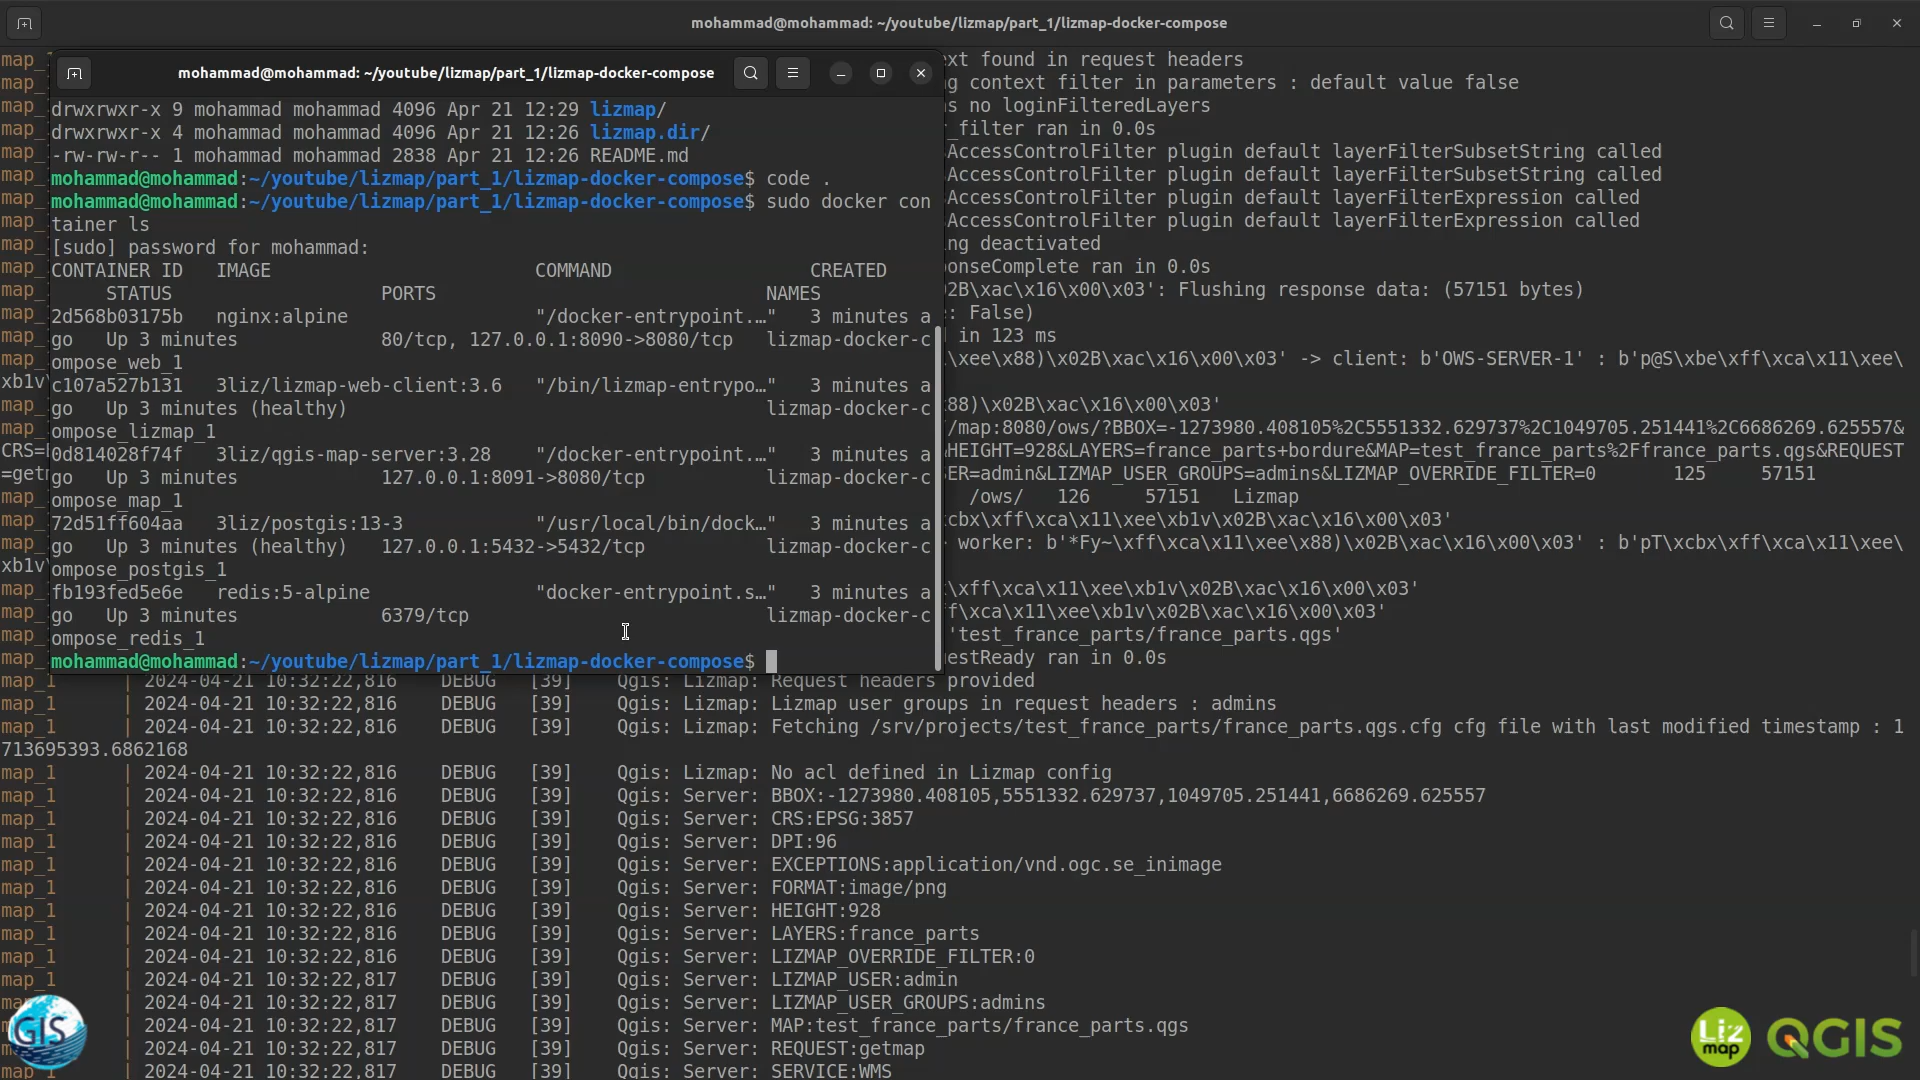 mohammad@mohammad: ~/youtube/lizmap/part_1/lizmap-docker-compose
mohammad@mohammad: ~/youtube/lizmap/part_1/lizmap-docker-compose
drwxrwxr-x 9 mohammad mohammad 4096 Apr 21 12:29 lizmap/
drwxrwxr-x 4 mohammad mohammad 4096 Apr 21 12:26 lizmap.dir/
-rw-rw-r-- 1 mohammad mohammad 2838 Apr 21 12:26 README.md
mohammad@mohammad:~/youtube/lizmap/part_1/lizmap-docker-compose$ code .
mohammad@mohammad:~/youtube/lizmap/part_1/lizmap-docker-compose$ sudo docker con
tainer ls
[sudo] password for mohammad:
CONTAINER ID   IMAGE                        COMMAND                  CREATED
     STATUS                   PORTS                              NAMES
2d568b03175b   nginx:alpine                 "/docker-entrypoint.…"   3 minutes a
go   Up 3 minutes             80/tcp, 127.0.0.1:8090->8080/tcp   lizmap-docker-c
ompose_web_1
c107a527b131   3liz/lizmap-web-client:3.6   "/bin/lizmap-entrypo…"   3 minutes a
go   Up 3 minutes (healthy)                                      lizmap-docker-c
ompose_lizmap_1
0d814028f74f   3liz/qgis-map-server:3.28    "/docker-entrypoint.…"   3 minutes a
go   Up 3 minutes             127.0.0.1:8091->8080/tcp           lizmap-docker-c
ompose_map_1
72d51ff604aa   3liz/postgis:13-3            "/usr/local/bin/dock…"   3 minutes a
go   Up 3 minutes (healthy)   127.0.0.1:5432->5432/tcp           lizmap-docker-c
ompose_postgis_1
fb193fed5e6e   redis:5-alpine               "docker-entrypoint.s…"   3 minutes a
go   Up 3 minutes             6379/tcp                           lizmap-docker-c
ompose_redis_1
mohammad@mohammad:~/youtube/lizmap/part_1/lizmap-docker-compose$
map_ xt found in request headers
map_ g context filter in parameters : default value false
map_ s no loginFilteredLayers
map_ _filter ran in 0.0s
map_ AccessControlFilter plugin default layerFilterSubsetString called
map_ AccessControlFilter plugin default layerFilterSubsetString called
map_ AccessControlFilter plugin default layerFilterExpression called
map_ AccessControlFilter plugin default layerFilterExpression called
map_ ng deactivated
map_ onseComplete ran in 0.0s
map_ 2B\xac\x16\x00\x03': Flushing response data: (57151 bytes)
map_ : False)
map_ in 123 ms
map_ \xee\x88)\x02B\xac\x16\x00\x03' -> client: b'OWS-SERVER-1' : b'p@S\xbe\xff\xca\x11\xee\
xb1v\
map_ 88)\x02B\xac\x16\x00\x03'
map_ /map:8080/ows/?BBOX=-1273980.408105%2C5551332.629737%2C1049705.251441%2C6686269.625557&
CRS= HEIGHT=928&LAYERS=france_parts+bordure&MAP=test_france_parts%2Ffrance_parts.qgs&REQUEST
=get ER=admin&LIZMAP_USER_GROUPS=admins&LIZMAP_OVERRIDE_FILTER=0       125     57151
map_ /ows/   126     57151   Lizmap
map_ cbx\xff\xca\x11\xee\xb1v\x02B\xac\x16\x00\x03'
map_ worker: b'*Fy~\xff\xca\x11\xee\x88)\x02B\xac\x16\x00\x03' : b'pT\xcbx\xff\xca\x11\xee\
xb1v\
map_ \xff\xca\x11\xee\xb1v\x02B\xac\x16\x00\x03'
map_ f\xca\x11\xee\xb1v\x02B\xac\x16\x00\x03'
map_ 'test_france_parts/france_parts.qgs'
map_ estReady ran in 0.0s
map_1      | 2024-04-21 10:32:22,816    DEBUG   [39]    Qgis: Lizmap: Request headers provided
map_1      | 2024-04-21 10:32:22,816    DEBUG   [39]    Qgis: Lizmap: Lizmap user groups in request headers : admins
map_1      | 2024-04-21 10:32:22,816    DEBUG   [39]    Qgis: Lizmap: Fetching /srv/projects/test_france_parts/france_parts.qgs.cfg cfg file with last modified timestamp : 1
713695393.6862168
map_1      | 2024-04-21 10:32:22,816    DEBUG   [39]    Qgis: Lizmap: No acl defined in Lizmap config
map_1      | 2024-04-21 10:32:22,816    DEBUG   [39]    Qgis: Server: BBOX:-1273980.408105,5551332.629737,1049705.251441,6686269.625557
map_1      | 2024-04-21 10:32:22,816    DEBUG   [39]    Qgis: Server: CRS:EPSG:3857
map_1      | 2024-04-21 10:32:22,816    DEBUG   [39]    Qgis: Server: DPI:96
map_1      | 2024-04-21 10:32:22,816    DEBUG   [39]    Qgis: Server: EXCEPTIONS:application/vnd.ogc.se_inimage
map_1      | 2024-04-21 10:32:22,816    DEBUG   [39]    Qgis: Server: FORMAT:image/png
map_1      | 2024-04-21 10:32:22,816    DEBUG   [39]    Qgis: Server: HEIGHT:928
map_1      | 2024-04-21 10:32:22,816    DEBUG   [39]    Qgis: Server: LAYERS:france_parts
map_1      | 2024-04-21 10:32:22,816    DEBUG   [39]    Qgis: Server: LIZMAP_OVERRIDE_FILTER:0
map_1      | 2024-04-21 10:32:22,817    DEBUG   [39]    Qgis: Server: LIZMAP_USER:admin
map_1      | 2024-04-21 10:32:22,817    DEBUG   [39]    Qgis: Server: LIZMAP_USER_GROUPS:admins
map_1      | 2024-04-21 10:32:22,817    DEBUG   [39]    Qgis: Server: MAP:test_france_parts/france_parts.qgs
map_1      | 2024-04-21 10:32:22,817    DEBUG   [39]    Qgis: Server: REQUEST:getmap
map_1      | 2024-04-21 10:32:22,817    DEBUG   [39]    Qgis: Server: SERVICE:WMS
GIS
Liz
map
QGIS